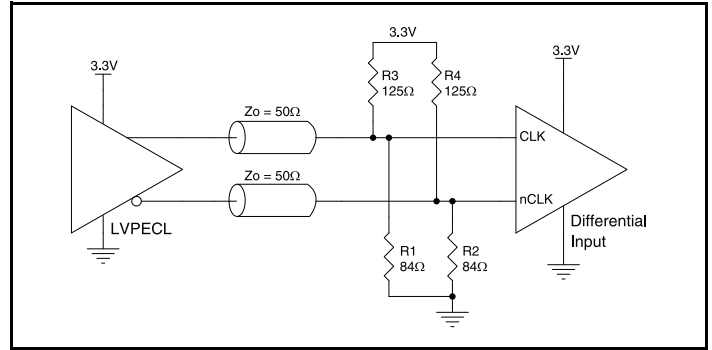 3.3V
3.3V
3.3V
R3
125Ω
R4
125Ω
Zo = 50Ω
CLK
Zo = 50Ω
nCLK
LVPECL
Differential
Input
R1
84Ω
R2
84Ω